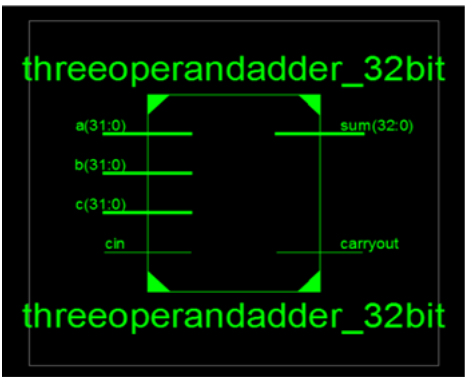 threeoperandadder_32bit
a(31:0)
sum(32:0)
b(31:0)
c(31:0)
cin
carryout
threeoperandadder_32bit